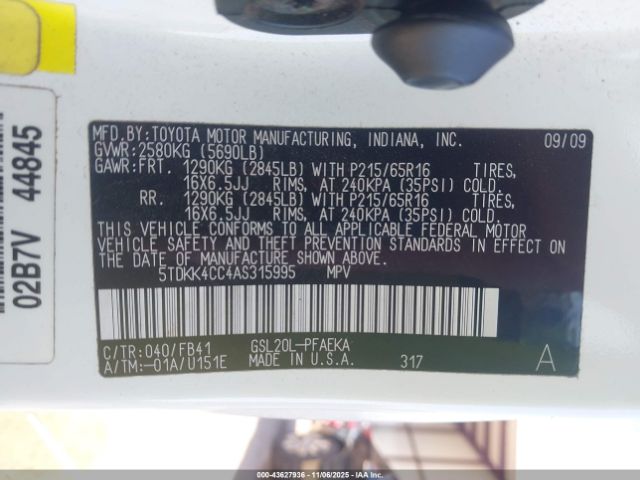 02B7V 44845
MFD.BY:TOYOTA MOTOR MANUFACTURING, INDIANA, INC. 09/09
GVWR:2580KG (5690LB)
GAWR:FRT. 1290KG (2845LB) WITH P215/65R16 TIRES,
16X6.5JJ RIMS, AT 240KPA (35PSI) COLD.
RR. 1290KG (2845LB) WITH P215/65R16 TIRES,
16X6.5JJ RIMS, AT 240KPA (35PSI) COLD.
THIS VEHICLE CONFORMS TO ALL APPLICABLE FEDERAL MOTOR
VEHICLE SAFETY AND THEFT PREVENTION STANDARDS IN EFFECT
ON THE DATE OF MANUFACTURE SHOWN ABOVE.
5TDKK4CC4AS315995 MPV
C/TR:040/FB41 GSL20L-PFAEKA
A/TM:-01A/U151E MADE IN U.S.A. 317 A
000-43627936 - 11/06/2025 - IAA Inc.